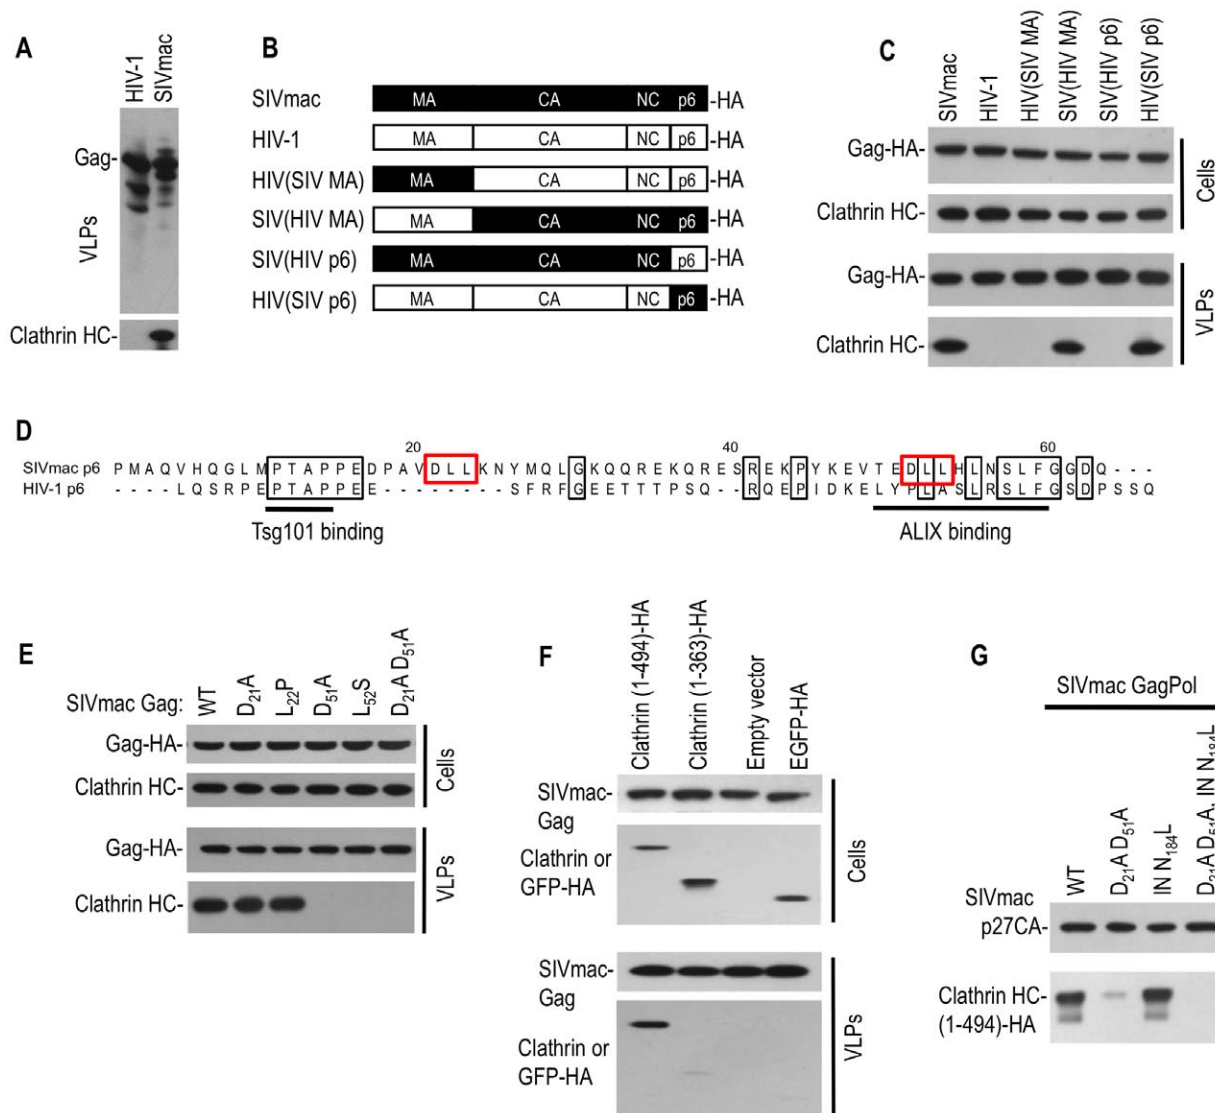 A
HIV-1
SIVmac
Gag-
VLPs
Clathrin HC-
B
SIVmac MA CA NC p6 -HA
HIV-1 MA CA NC p6 -HA
HIV(SIV MA) MA CA NC p6 -HA
SIV(HIV MA) MA CA NC p6 -HA
SIV(HIV p6) MA CA NC p6 -HA
HIV(SIV p6) MA CA NC p6 -HA
C
SIVmac
HIV-1
HIV(SIV MA)
SIV(HIV MA)
SIV(HIV p6)
HIV(SIV p6)
Gag-HA-
Clathrin HC-
Cells
Gag-HA-
Clathrin HC-
VLPs
D
20 40 60
SIVmac p6 P M A Q V H Q G L M P T A P P E D P A V D L L K N Y M Q L G K Q Q R E K Q R E S R E K P Y K E V T E D L L H L N S L F G G D Q - - -
HIV-1 p6 - - - - L Q S R P E P T A P P E E - - - - - - - - S F R F G E E T T T P S Q - - R Q E P I D K E L Y P L A S L R S L F G S D P S S Q
Tsg101 binding
ALIX binding
E
SIVmac Gag:
WT
D21A
L22P
D51A
L52S
D21A D51A
Gag-HA-
Clathrin HC-
Cells
Gag-HA-
Clathrin HC-
VLPs
F
Clathrin (1-494)-HA
Clathrin (1-363)-HA
Empty vector
EGFP-HA
SIVmac-
Gag
Clathrin or
GFP-HA
Cells
SIVmac-
Gag
Clathrin or
GFP-HA
VLPs
G
SIVmac GagPol
WT
D21A D51A
IN N184L
D21A D51A, IN N184L
SIVmac
p27CA-
Clathrin HC-
(1-494)-HA